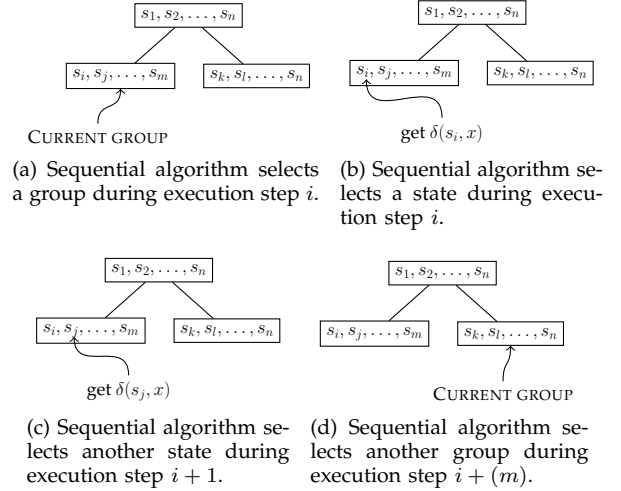 s₁, s₂, . . . , sₙ
sᵢ, sⱼ, . . . , sₘ
sₖ, sₗ, . . . , sₙ
CURRENT GROUP
(a) Sequential algorithm selects
a group during execution step i.
s₁, s₂, . . . , sₙ
sᵢ, sⱼ, . . . , sₘ
sₖ, sₗ, . . . , sₙ
get δ(sᵢ, x)
(b) Sequential algorithm se-
lects a state during execu-
tion step i.
s₁, s₂, . . . , sₙ
sᵢ, sⱼ, . . . , sₘ
sₖ, sₗ, . . . , sₙ
get δ(sⱼ, x)
(c) Sequential algorithm se-
lects another state during
execution step i + 1.
s₁, s₂, . . . , sₙ
sᵢ, sⱼ, . . . , sₘ
sₖ, sₗ, . . . , sₙ
CURRENT GROUP
(d) Sequential algorithm se-
lects another group during
execution step i + (m).